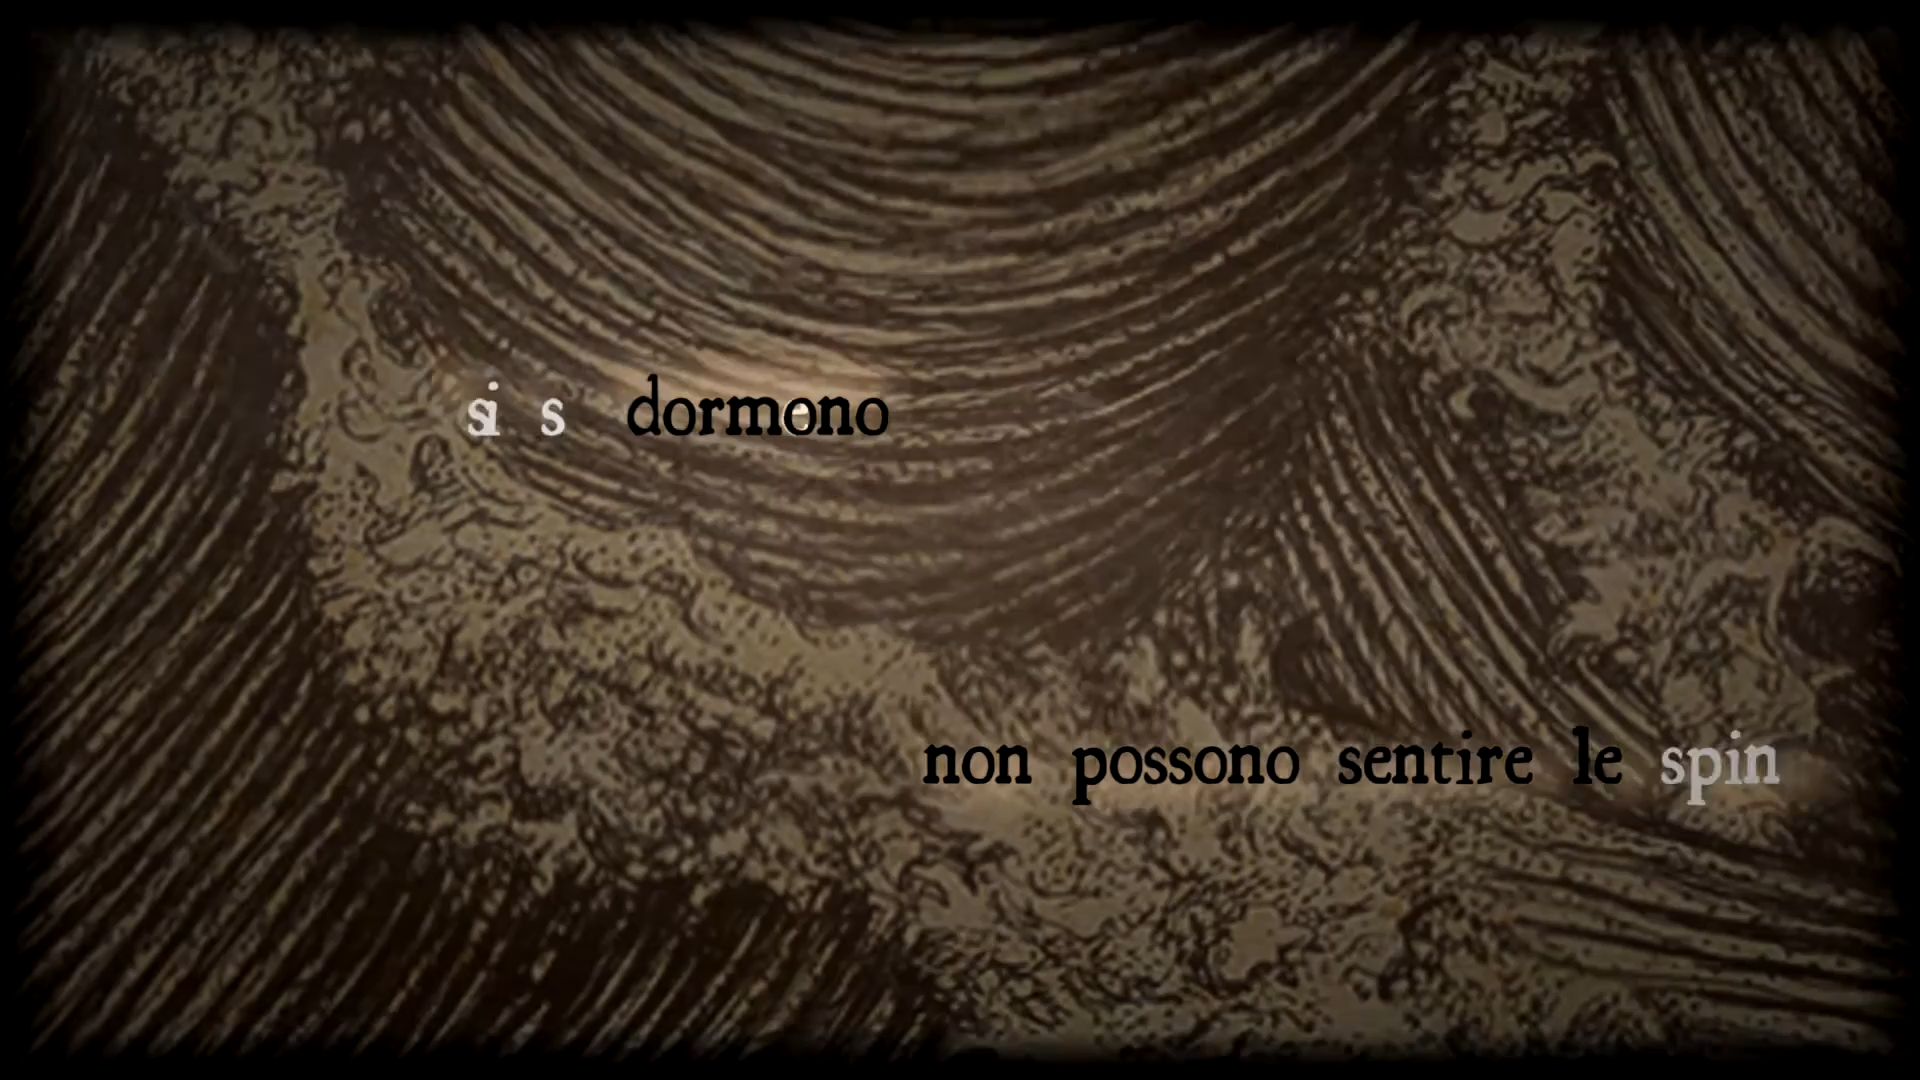 si s dormono
non possono sentire le spin